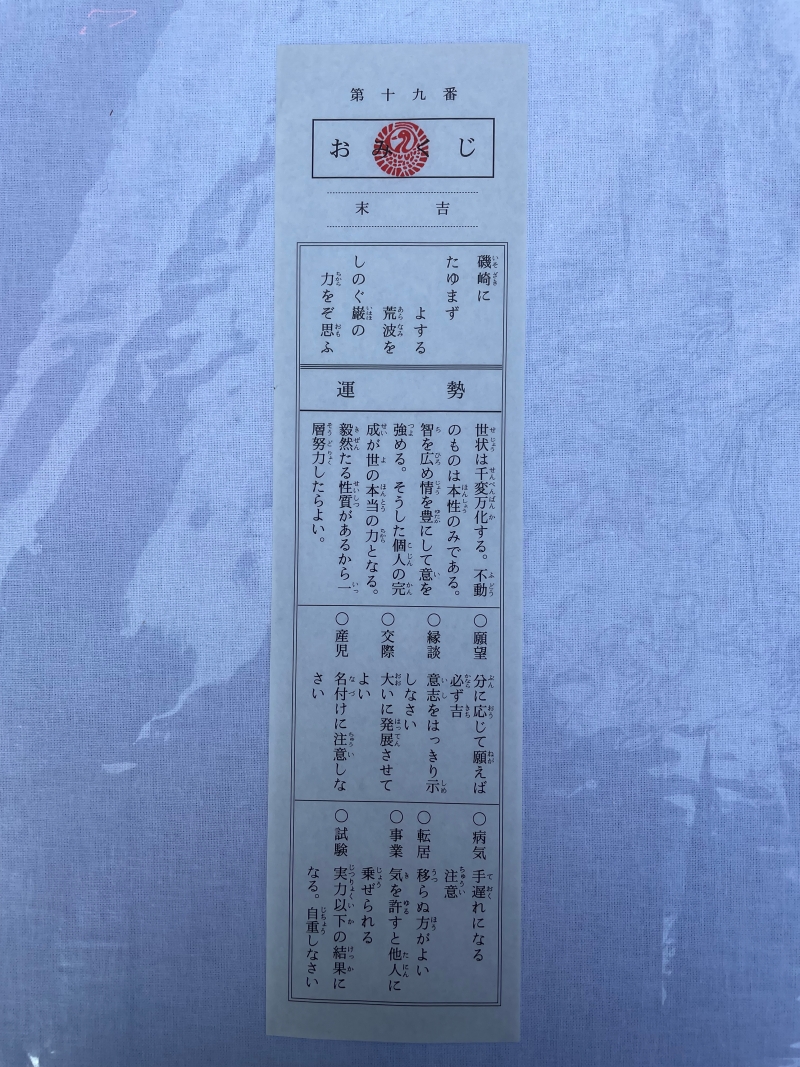 第十九番
おみくじ
末吉
磯崎に
たゆまず
よする
荒波を
しのぐ巌の
力をぞ思ふ
運勢
世状は千変万化する。不動
のものは本性のみである。
智を広め情を豊にして意を
強める。そうした個人の完
成が世の本当の力となる。
毅然たる性質があるから一
層努力したらよい。
○願望 分に応じて願えば
必ず吉
○縁談 意志をはっきり示
しなさい
○交際 大いに発展させて
よい
○産児 名付けに注意しな
さい
○病気 手遅れになる
注意
○転居 移らぬ方がよい
○事業 気を許すと他人に
乗ぜられる
○試験 実力以下の結果に
なる。自重しなさい